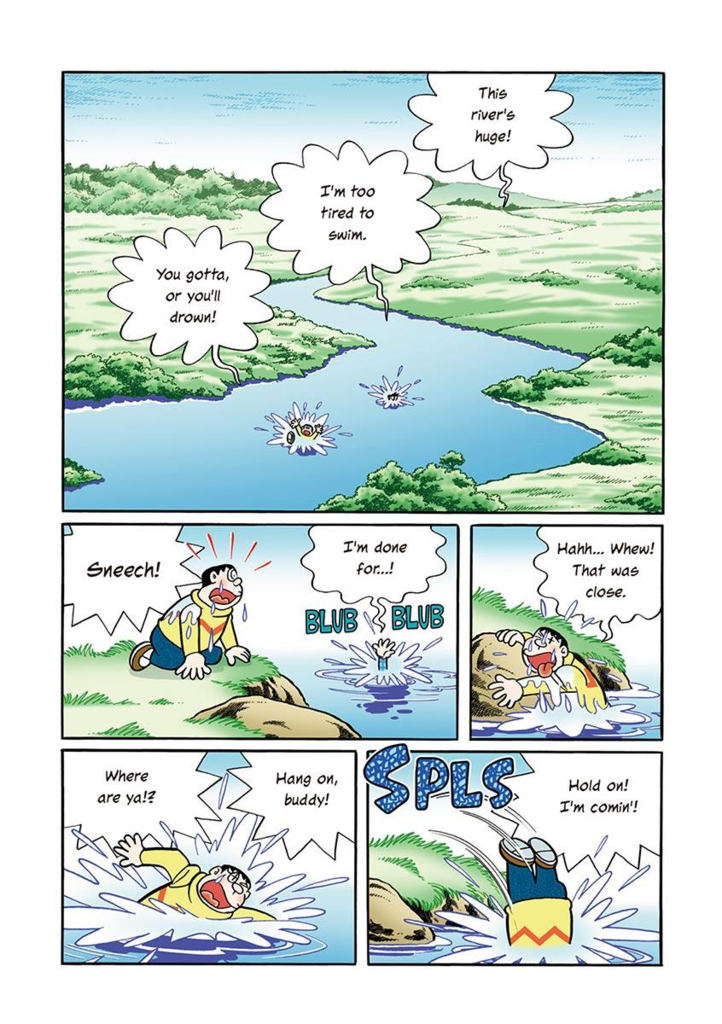 This
river's
huge!
I'm too
tired to
swim.
You gotta,
or you'll
drown!
Hahh... Whew!
That was
close.
I'm done
for...!
BLUB BLUB
Sneech!
Hold on!
I'm comin'!
SPLS
Hang on,
buddy!
Where
are ya!?